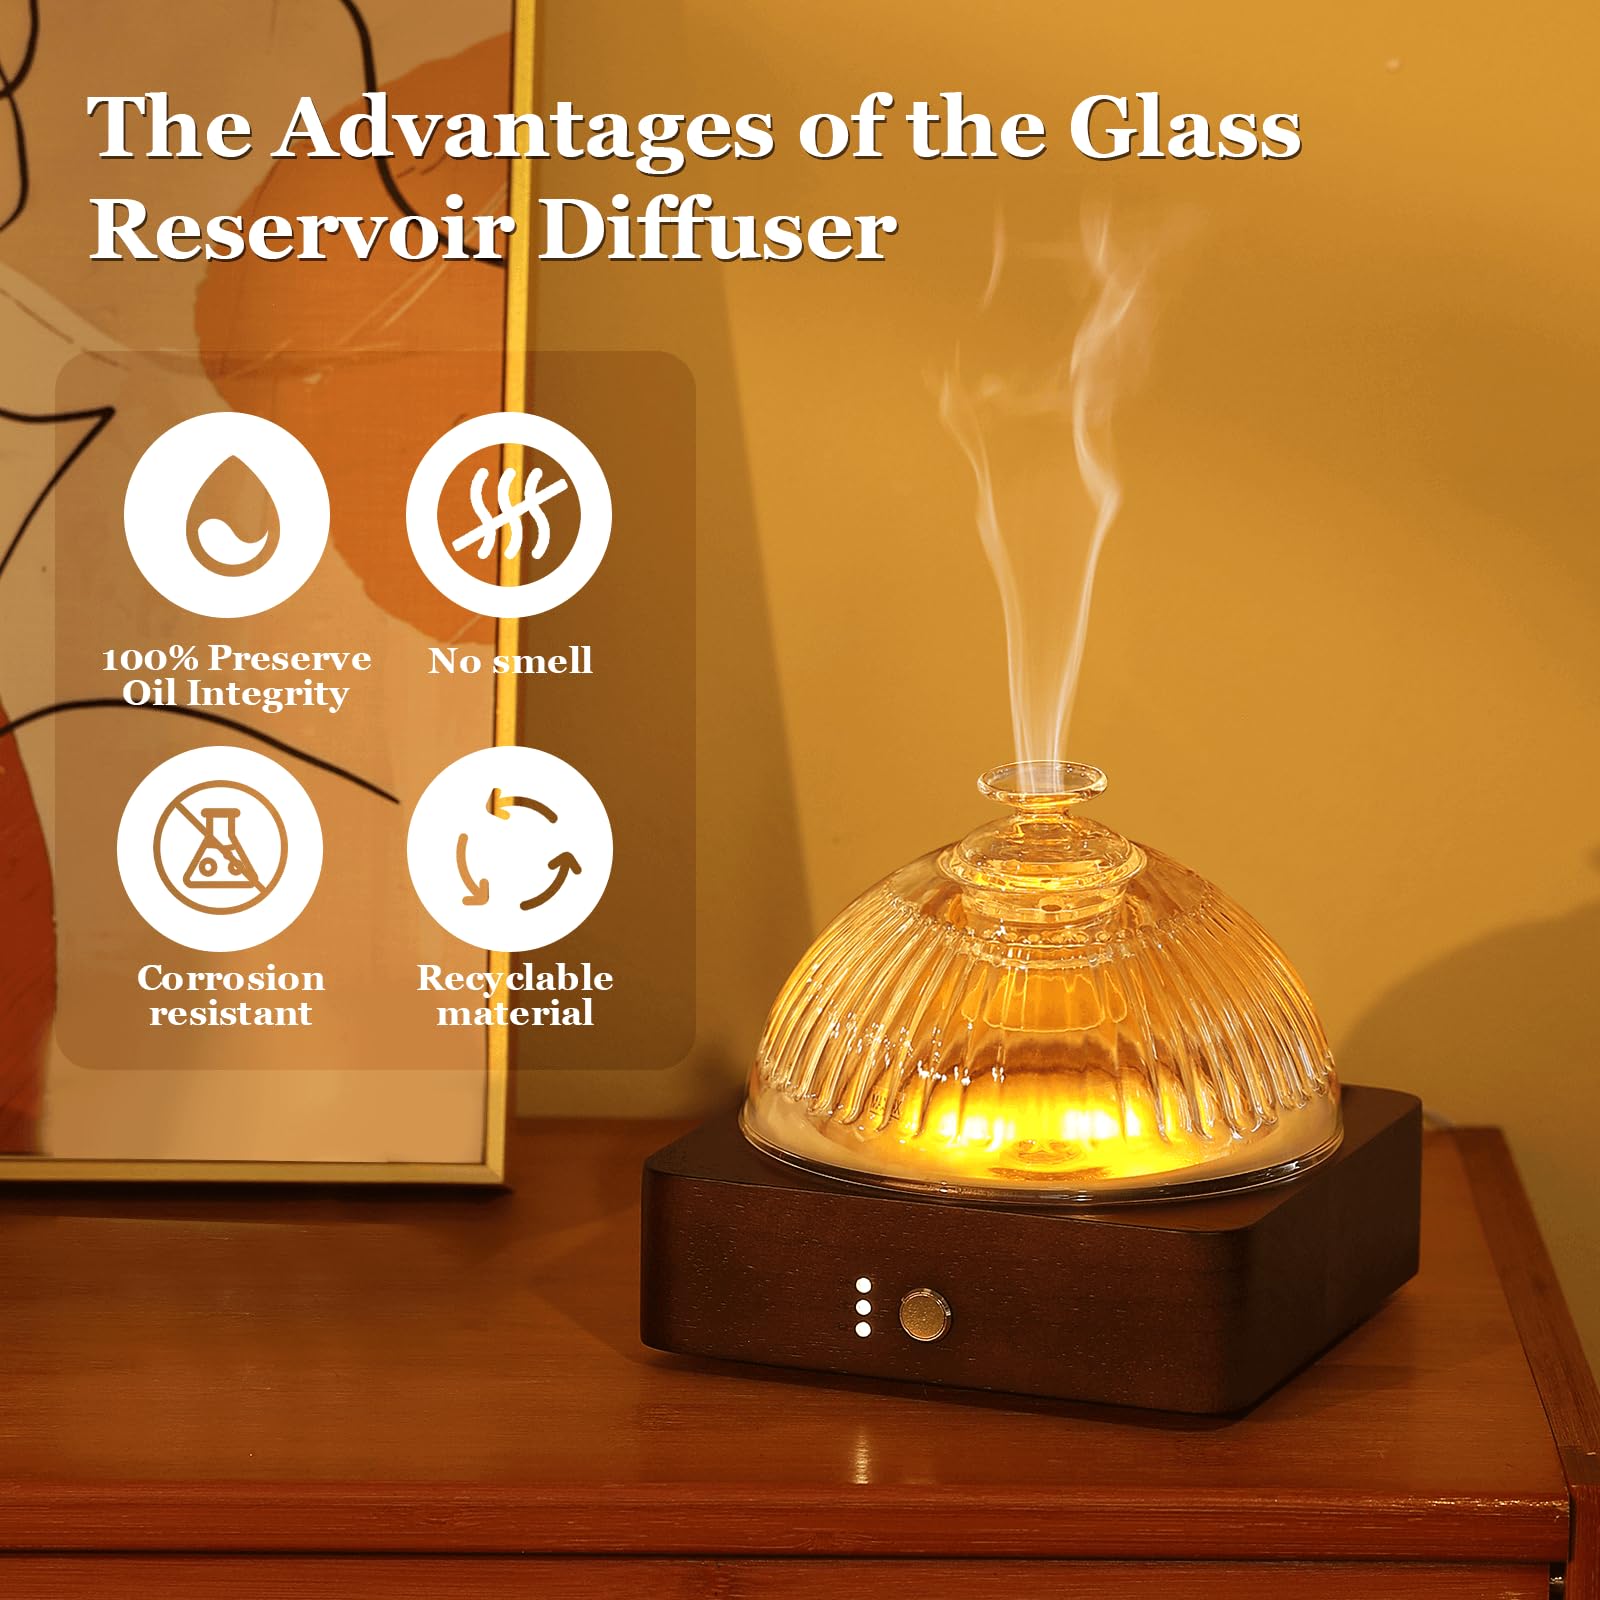 The Advantages of the Glass
Reservoir Diffuser
100% Preserve
Oil Integrity
No smell
Corrosion
resistant
Recyclable
material